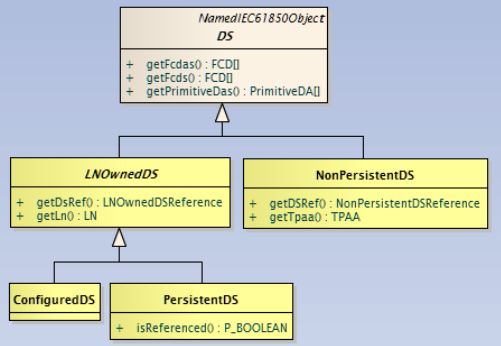 NamedIEC61850Object
DS
+ getFcdas() : FCD[]
+ getFcds() : FCD[]
+ getPrimitiveDas() : PrimitiveDA[]
LNOwnedDS
+ getDsRef() : LNOwnedDSReference
+ getLn() : LN
NonPersistentDS
+ getDSRef() : NonPersistentDSReference
+ getTpaa() : TPAA
ConfiguredDS
PersistentDS
+ isReferenced() : P_BOOLEAN